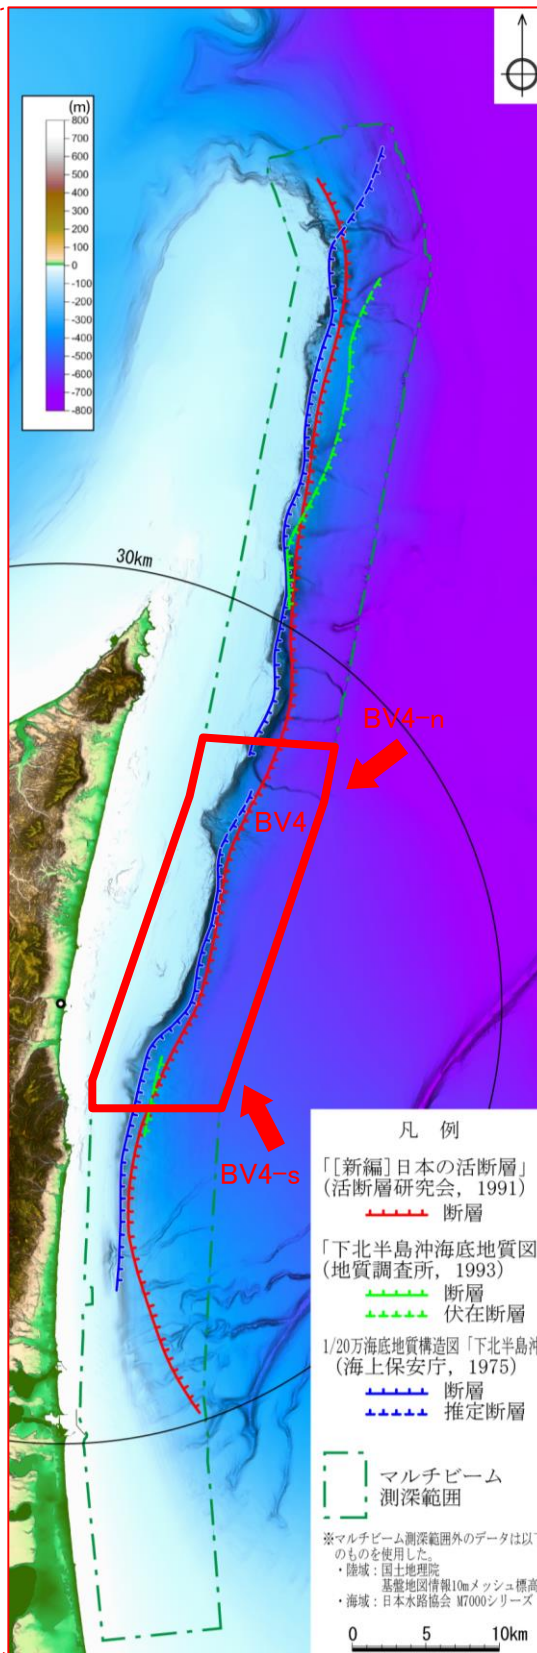 (m)
800
700
600
500
400
300
200
100
0
-100
-200
-300
-400
-500
-600
-700
-800
30km
BV4-n
BV4
BV4-s
凡 例
「[新編]日本の活断層」
(活断層研究会, 1991)
断層
「下北半島沖海底地質図
(地質調査所, 1993)
断層
伏在断層
1/20万海底地質構造図「下北半島沖
(海上保安庁, 1975)
断層
推定断層
マルチビーム
測深範囲
※マルチビーム測深範囲外のデータは以下
のものを使用した。
・陸域：国土地理院
基盤地図情報10mメッシュ標高
・海域：日本水路協会 M7000シリーズ
0 5 10km